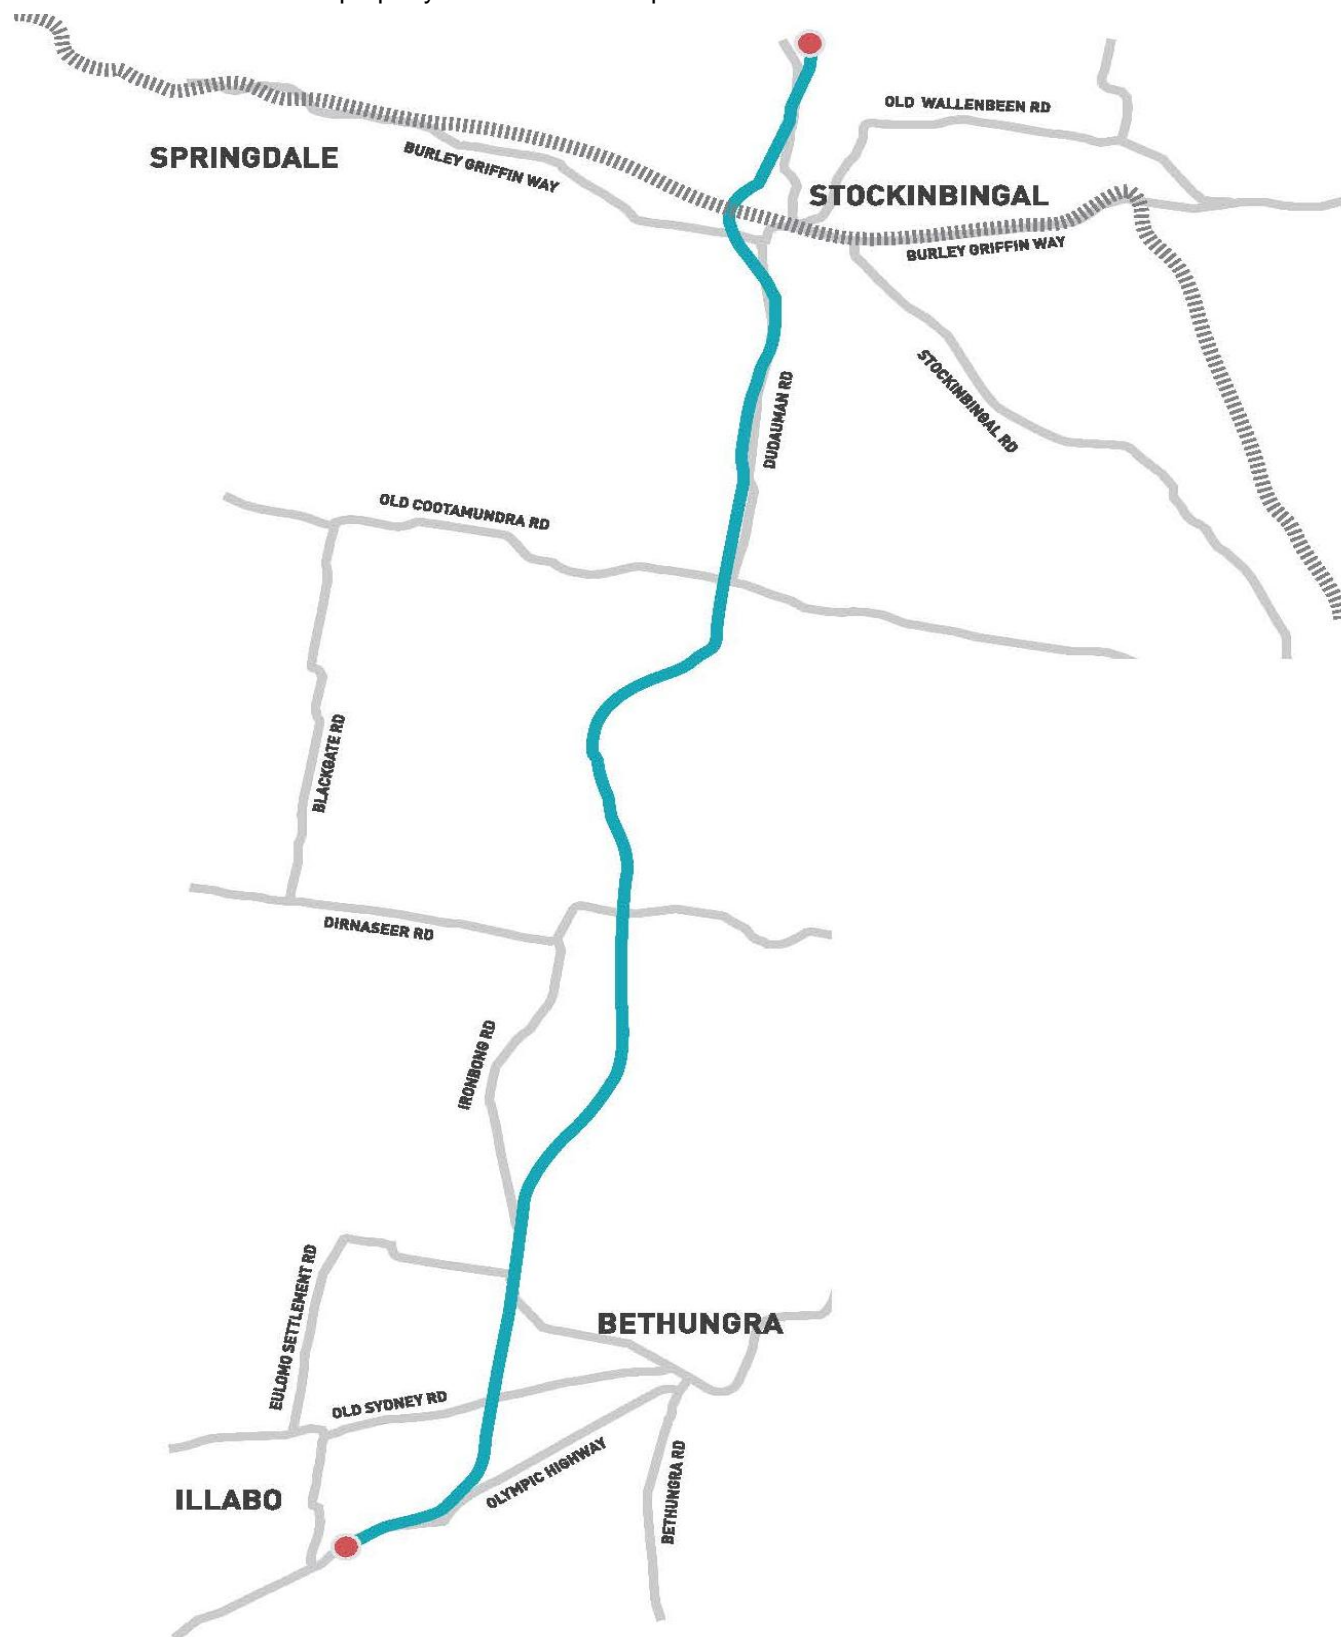 OLD WALLENBEEN RD
SPRINGDALE
BURLEY GRIFFIN WAY
STOCKINBINGAL
BURLEY GRIFFIN WAY
STOCKINBINGAL RD
DUDAUMAN RD
OLD COOTAMUNDRA RD
BLACKGATE RD
DIRNASEER RD
IRONBONG RD
EULOMO SETTLEMENT RD
BETHUNGRA
OLD SYDNEY RD
OLYMPIC HIGHWAY
BETHUNGRA RD
ILLABO